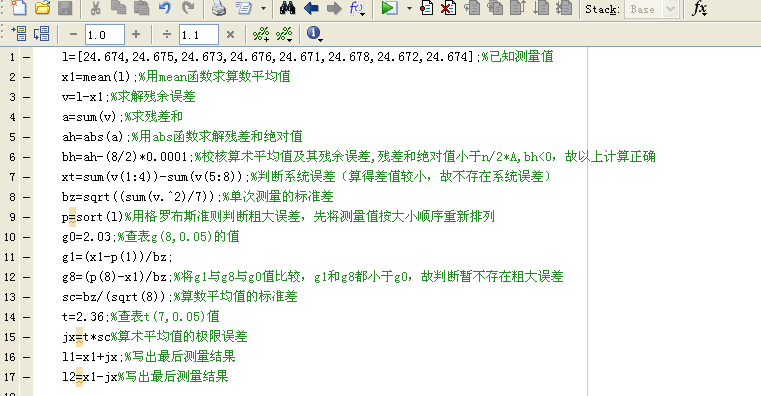 Stack: Base fx
- 1.0 + ÷ 1.1 ×
1 - l=[24.674,24.675,24.673,24.676,24.671,24.678,24.672,24.674];%已知测量值
2 - x1=mean(l);%用mean函数求算数平均值
3 - v=l-x1;%求解残余误差
4 - a=sum(v);%求残差和
5 - ah=abs(a);%用abs函数求解残差和绝对值
6 - bh=ah-(8/2)*0.0001;%校核算术平均值及其残余误差,残差和绝对值小于n/2*A,bh<0，故以上计算正确
7 - xt=sum(v(1:4))-sum(v(5:8));%判断系统误差（算得差值较小，故不存在系统误差）
8 - bz=sqrt((sum(v.^2)/7));%单次测量的标准差
9 - p=sort(l)%用格罗布斯准则判断粗大误差，先将测量值按大小顺序重新排列
10 - g0=2.03;%查表g(8,0.05)的值
11 - g1=(x1-p(1))/bz;
12 - g8=(p(8)-x1)/bz;%将g1与g8与g0值比较，g1和g8都小于g0，故判断暂不存在粗大误差
13 - sc=bz/(sqrt(8));%算数平均值的标准差
14 - t=2.36;%查表t(7,0.05)值
15 - jx=t*sc%算术平均值的极限误差
16 - l1=x1+jx;%写出最后测量结果
17 - l2=x1-jx%写出最后测量结果